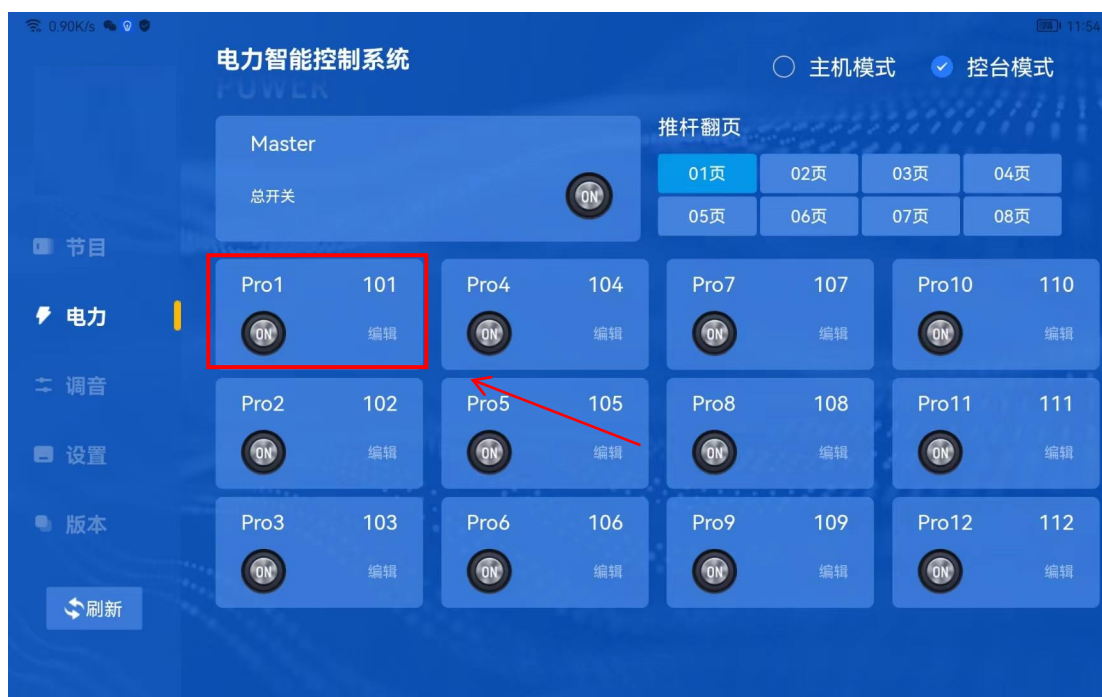 0.90K/s
11:54
电力智能控制系统
POWER
主机模式
控台模式
Master
总开关
ON
推杆翻页
01页 02页 03页 04页
05页 06页 07页 08页
节目
电力
调音
设置
版本
刷新
Pro1 101 Pro4 104 Pro7 107 Pro10 110
ON 编辑 ON 编辑 ON 编辑 ON 编辑
Pro2 102 Pro5 105 Pro8 108 Pro11 111
ON 编辑 ON 编辑 ON 编辑 ON 编辑
Pro3 103 Pro6 106 Pro9 109 Pro12 112
ON 编辑 ON 编辑 ON 编辑 ON 编辑